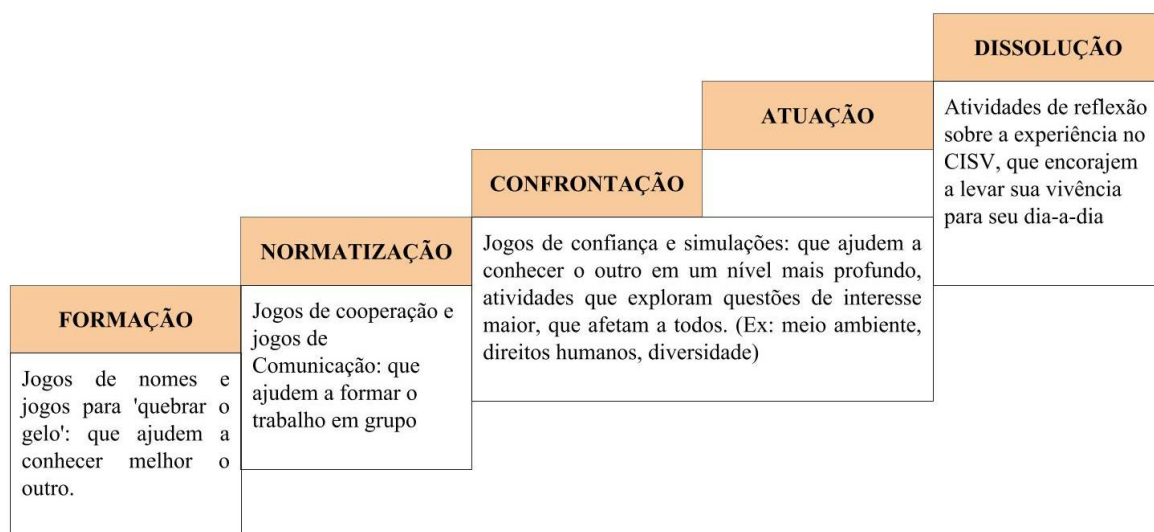 FORMAÇÃO
Jogos de nomes e
jogos para 'quebrar o
gelo': que ajudem a
conhecer melhor o
outro.
NORMATIZAÇÃO
Jogos de cooperação e
jogos de
Comunicação: que
ajudem a formar o
trabalho em grupo
CONFRONTAÇÃO
ATUAÇÃO
Jogos de confiança e simulações: que ajudem a
conhecer o outro em um nível mais profundo,
atividades que exploram questões de interesse
maior, que afetam a todos. (Ex: meio ambiente,
direitos humanos, diversidade)
DISSOLUÇÃO
Atividades de reflexão
sobre a experiência no
CISV, que encorajem
a levar sua vivência
para seu dia-a-dia